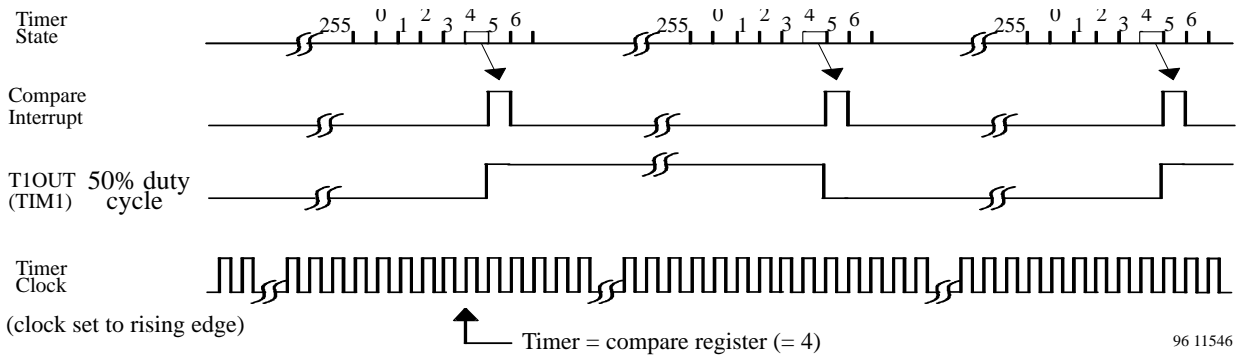 Timer
State
255 0 1 2 3 4 5 6 255 0 1 2 3 4 5 6 255 0 1 2 3 4 5 6
Compare
Interrupt
T1OUT 50% duty
(TIM1) cycle
Timer
Clock
(clock set to rising edge)
Timer = compare register (= 4)
96 11546